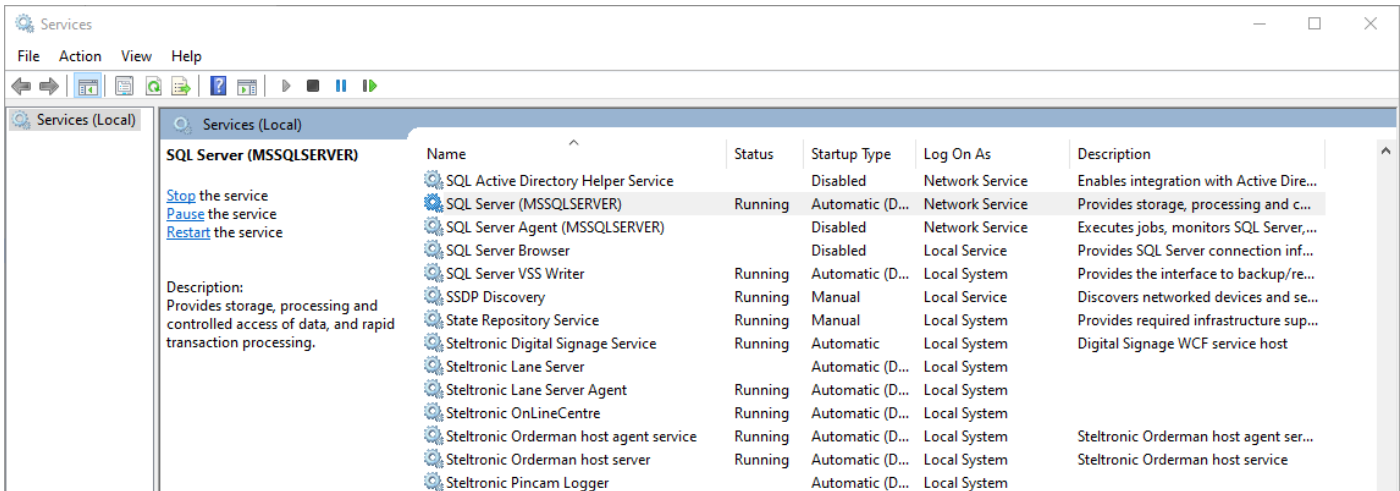 Services
File Action View Help
Services (Local)
Services (Local)
SQL Server (MSSQLSERVER)
Stop the service
Pause the service
Restart the service
Description:
Provides storage, processing and
controlled access of data, and rapid
transaction processing.
Name Status Startup Type Log On As Description
SQL Active Directory Helper Service Disabled Network Service Enables integration with Active Dire...
SQL Server (MSSQLSERVER) Running Automatic (D... Network Service Provides storage, processing and c...
SQL Server Agent (MSSQLSERVER) Disabled Network Service Executes jobs, monitors SQL Server,...
SQL Server Browser Disabled Local Service Provides SQL Server connection inf...
SQL Server VSS Writer Running Automatic (D... Local System Provides the interface to backup/re...
SSDP Discovery Running Manual Local Service Discovers networked devices and se...
State Repository Service Running Manual Local System Provides required infrastructure sup...
Steltronic Digital Signage Service Running Automatic Local System Digital Signage WCF service host
Steltronic Lane Server Automatic (D... Local System
Steltronic Lane Server Agent Running Automatic (D... Local System
Steltronic OnLineCentre Running Automatic (D... Local System
Steltronic Orderman host agent service Running Automatic (D... Local System Steltronic Orderman host agent ser...
Steltronic Orderman host server Running Automatic (D... Local System Steltronic Orderman host service
Steltronic Pincam Logger Automatic (D... Local System